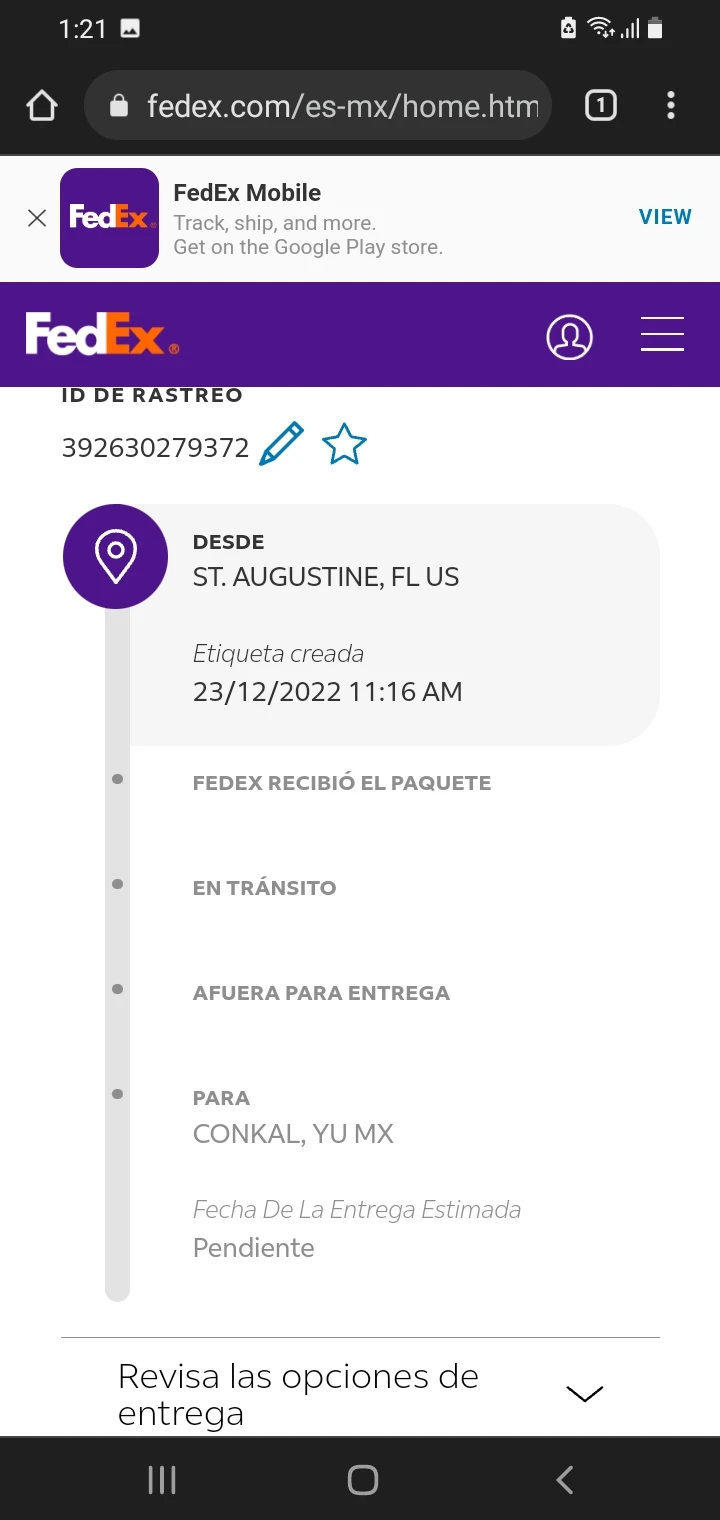 1:21
fedex.com/es-mx/home.htm
1
FedEx Mobile
FedEx®
Track, ship, and more.
Get on the Google Play store.
VIEW
FedEx®
ID DE RASTREO
392630279372
DESDE
ST. AUGUSTINE, FL US
Etiqueta creada
23/12/2022 11:16 AM
FEDEX RECIBIÓ EL PAQUETE
EN TRÁNSITO
AFUERA PARA ENTREGA
PARA
CONKAL, YU MX
Fecha De La Entrega Estimada
Pendiente
Revisa las opciones de
entrega